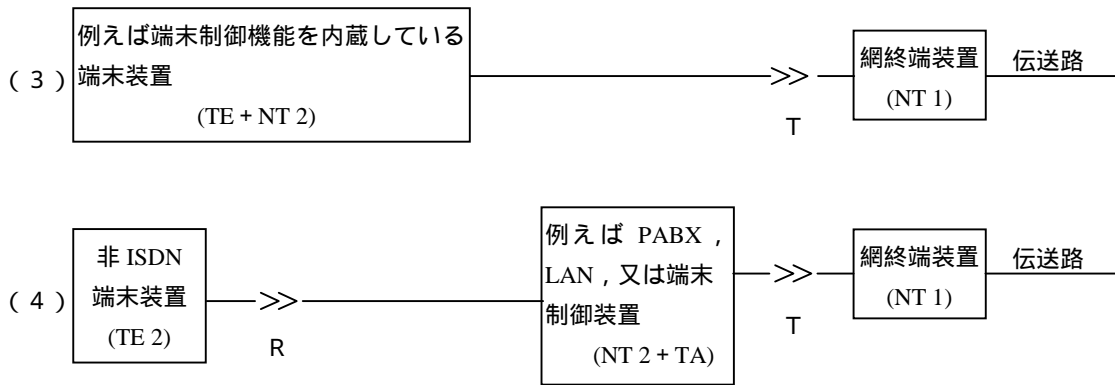 (3)
例えば端末制御機能を内蔵している
端末装置
(TE + NT 2)
T
網終端装置
(NT 1)
伝送路
(4)
非 ISDN
端末装置
(TE 2)
R
例えば PABX ,
LAN , 又は端末
制御装置
(NT 2 + TA)
T
網終端装置
(NT 1)
伝送路